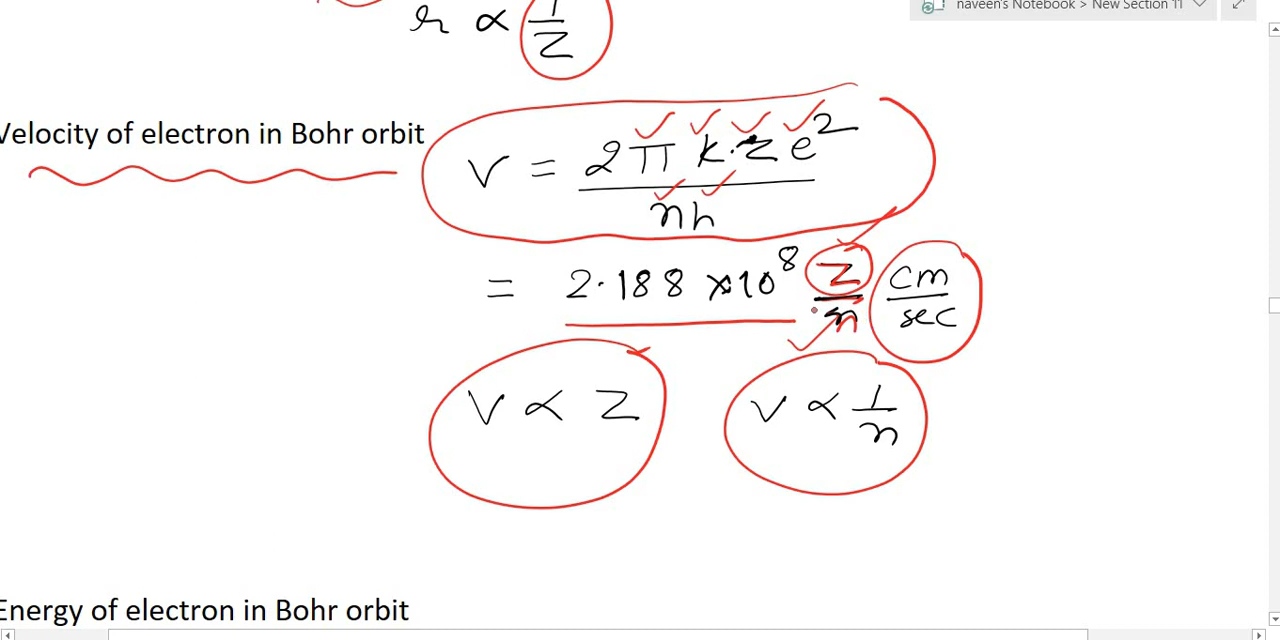 naveen's Notebook > New Section 11
r ∝ 1/Z
Velocity of electron in Bohr orbit
V = 2π k·Z e² / nh
= 2.188 × 10⁸ Z/n cm/sec
V ∝ Z V ∝ 1/n
Energy of electron in Bohr orbit